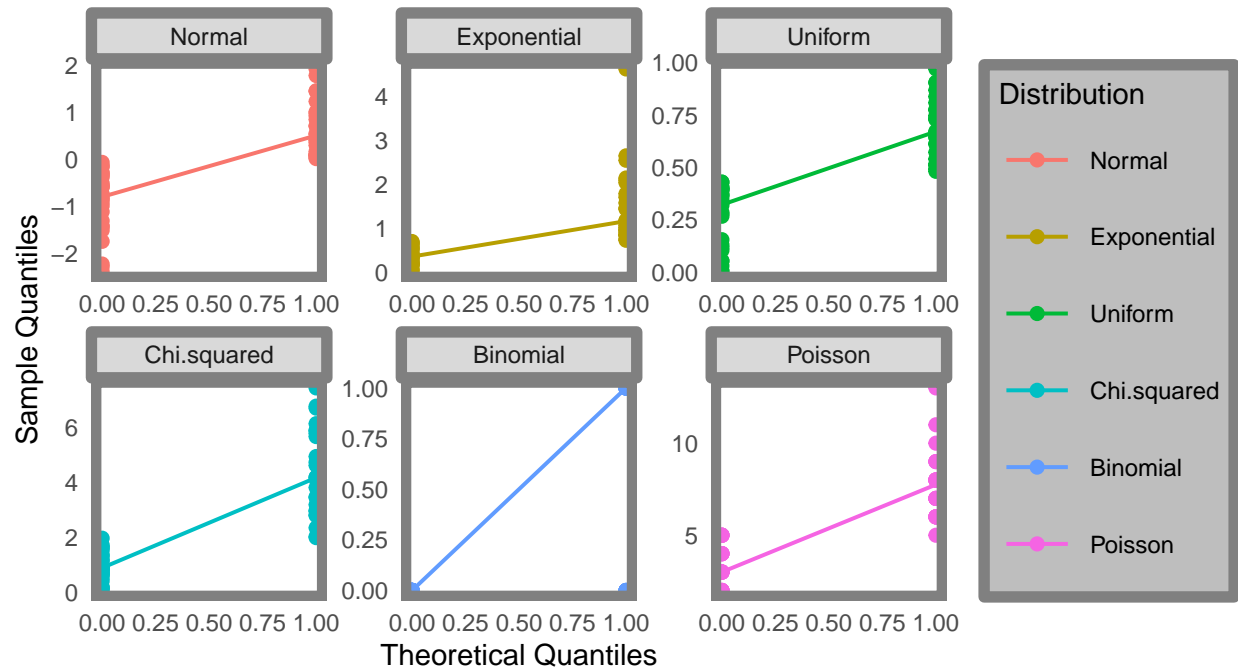 Normal
Exponential
Uniform
2
1
0
−1
−2
4
3
2
1
0
1.00
0.75
0.50
0.25
0.00
0.00 0.25 0.50 0.75 1.00
0.00 0.25 0.50 0.75 1.00
0.00 0.25 0.50 0.75 1.00
Chi.squared
Binomial
Poisson
6
4
2
0
1.00
0.75
0.50
0.25
0.00
10
5
0.00 0.25 0.50 0.75 1.00
0.00 0.25 0.50 0.75 1.00
0.00 0.25 0.50 0.75 1.00
Sample Quantiles
Theoretical Quantiles
Distribution
Normal
Exponential
Uniform
Chi.squared
Binomial
Poisson